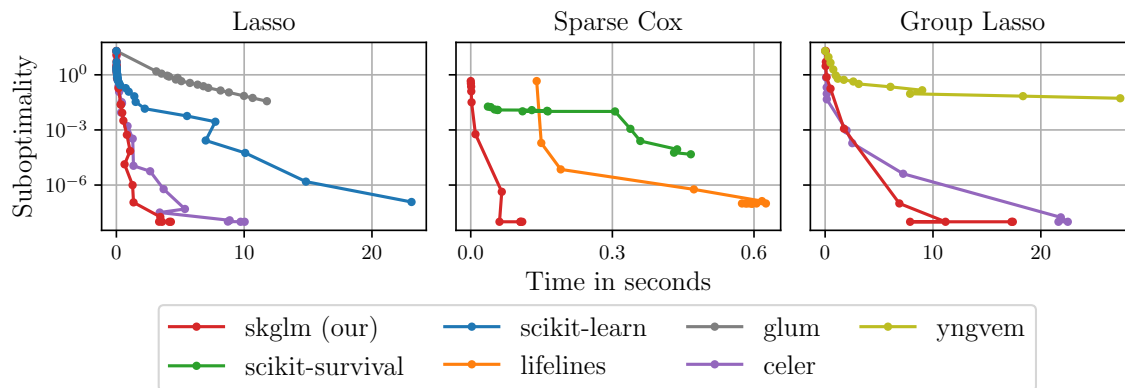 Lasso
Sparse Cox
Group Lasso
Suboptimality
10^0
10^-3
10^-6
0 10 20
0.0 0.3 0.6
0 10 20
Time in seconds
skglm (our) scikit-learn glum yngvem
scikit-survival lifelines celer